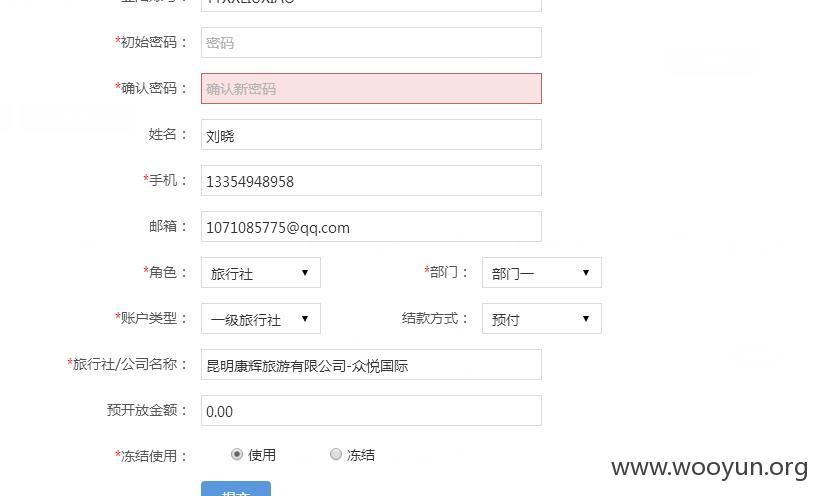 *初始密码： 密码
*确认密码： 确认新密码
姓名： 刘晓
*手机： 13354948958
邮箱： 1071085775@qq.com
*角色： 旅行社 *部门： 部门一
*账户类型： 一级旅行社 结款方式： 预付
*旅行社/公司名称： 昆明康辉旅游有限公司-众悦国际
预开放金额： 0.00
*冻结使用： 使用 冻结
www.wooyun.org